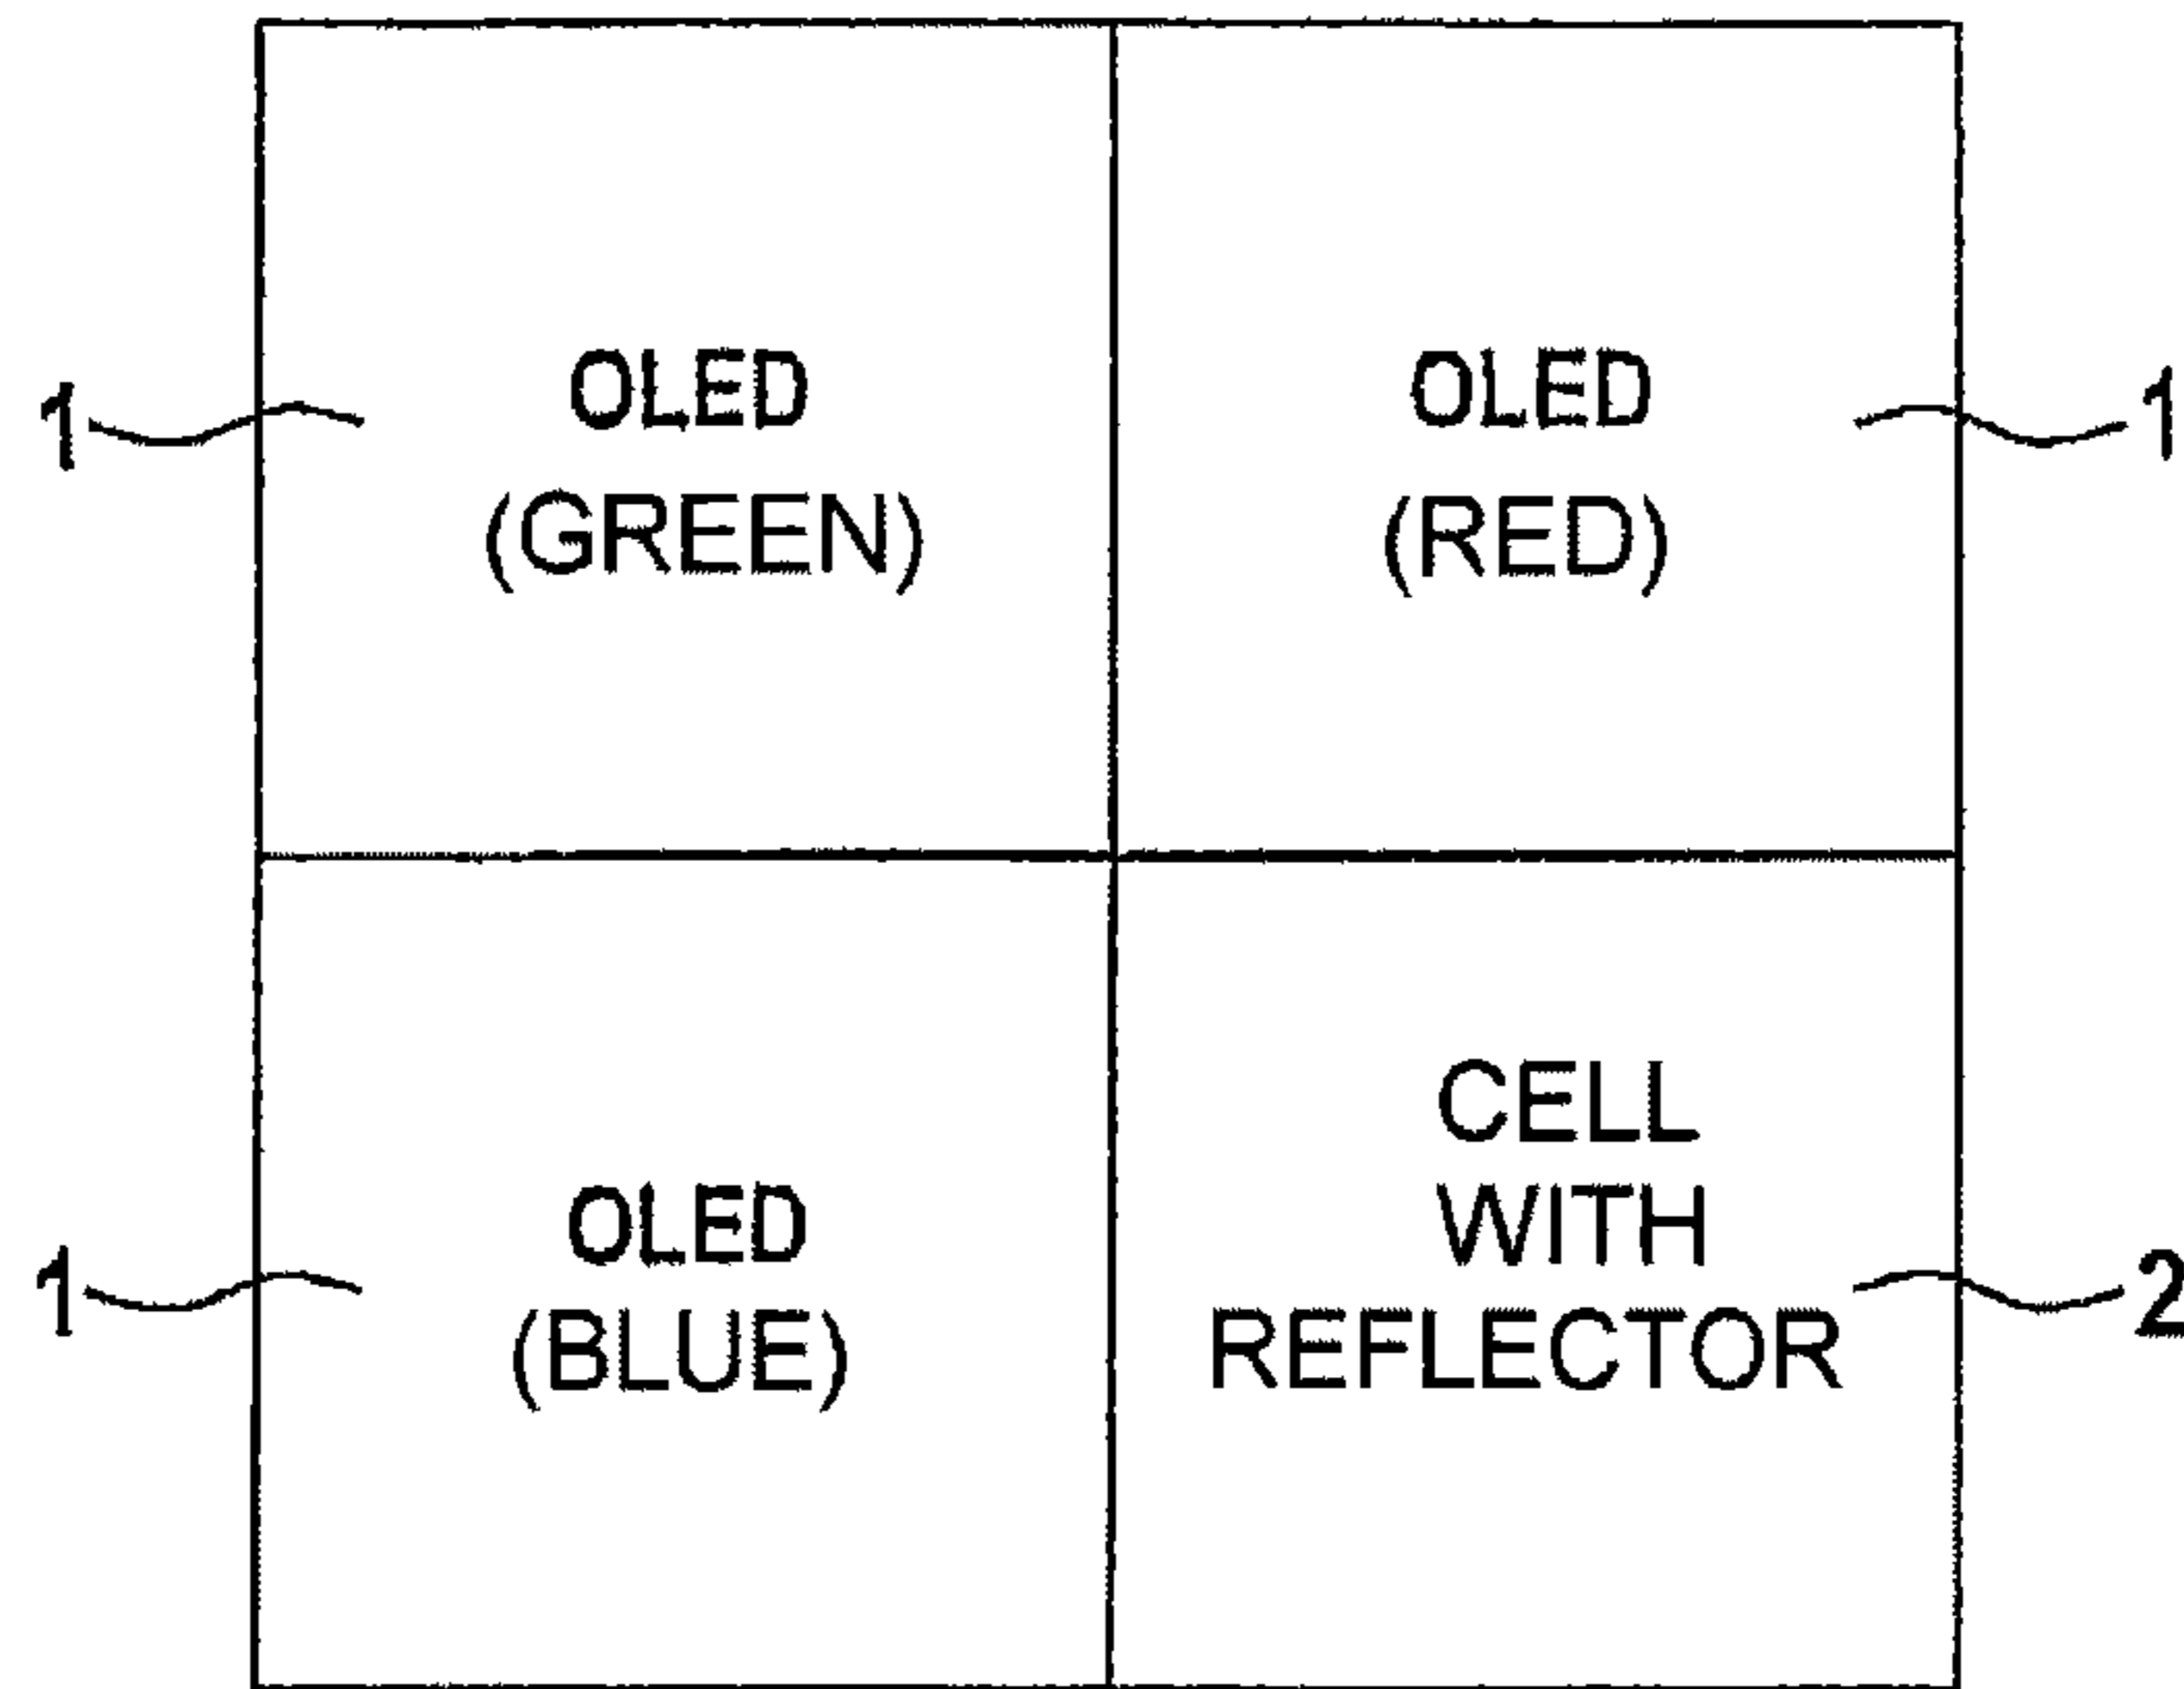 1
OLED
(GREEN)
OLED
(RED)
1
1
OLED
(BLUE)
CELL
WITH
REFLECTOR
2